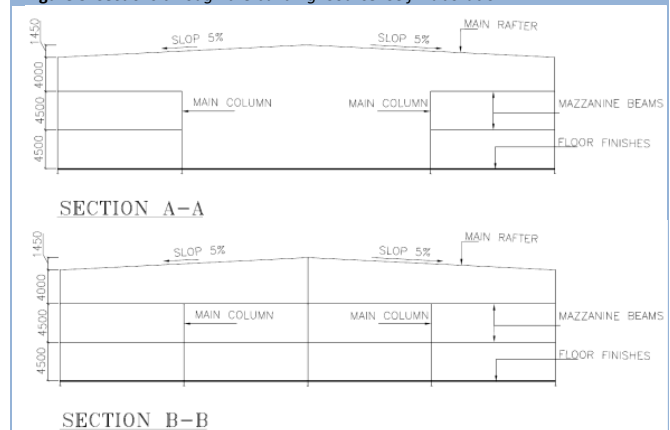 SLOP 5%
SLOP 5%
MAIN RAFTER
1450
4000
4500
4500
MAIN COLUMN
MAIN COLUMN
MAZZANINE BEAMS
FLOOR FINISHES
SECTION A-A
SLOP 5%
SLOP 5%
MAIN RAFTER
1450
4000
4500
4500
MAIN COLUMN
MAIN COLUMN
MAZZANINE BEAMS
FLOOR FINISHES
SECTION B-B